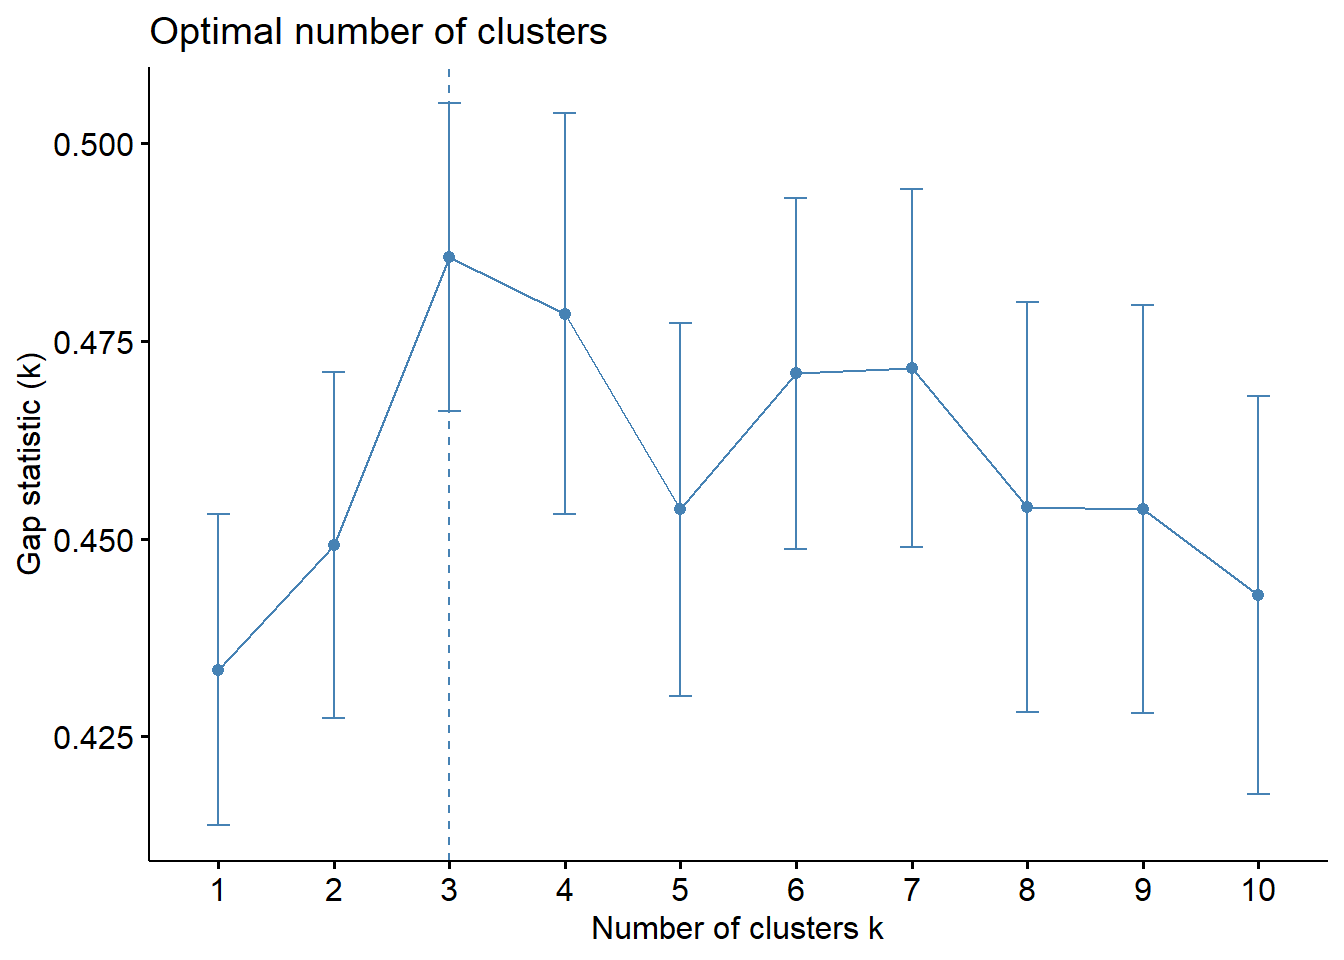 Optimal number of clusters
0.500
0.475
0.450
0.425
Gap statistic (k)
1 2 3 4 5 6 7 8 9 10
Number of clusters k